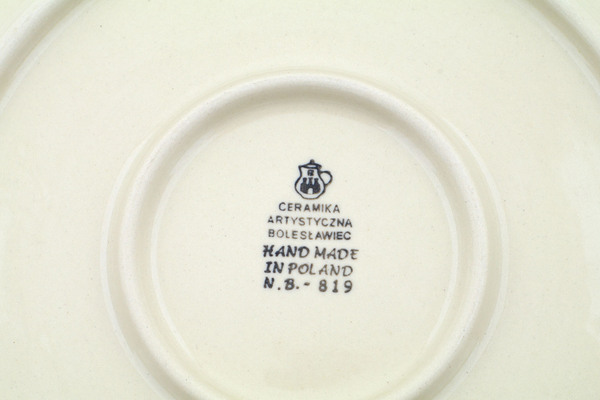 CERAMIKA
ARTYSTYCZNA
BOLESŁAWIEC
HAND MADE
IN POLAND
N.B.- 819